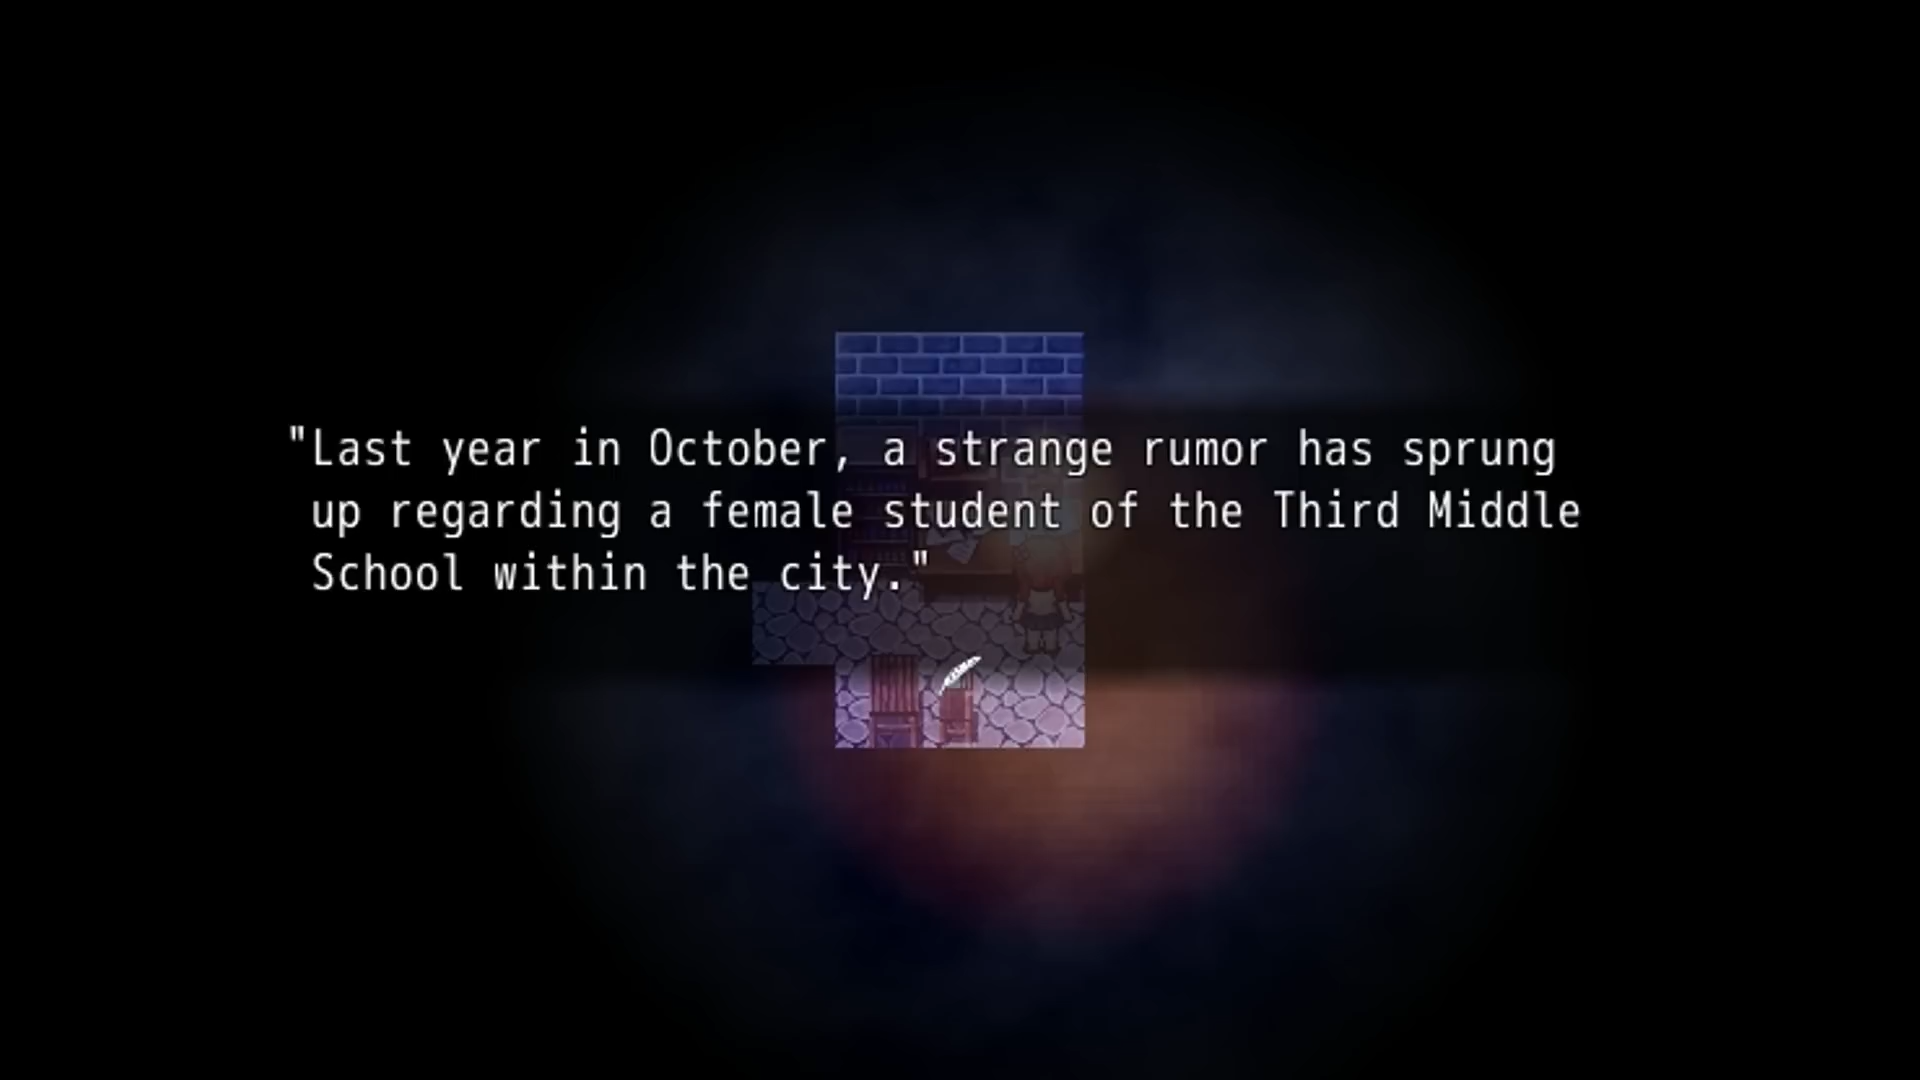 "Last year in October, a strange rumor has sprung
up regarding a female student of the Third Middle
School within the city."